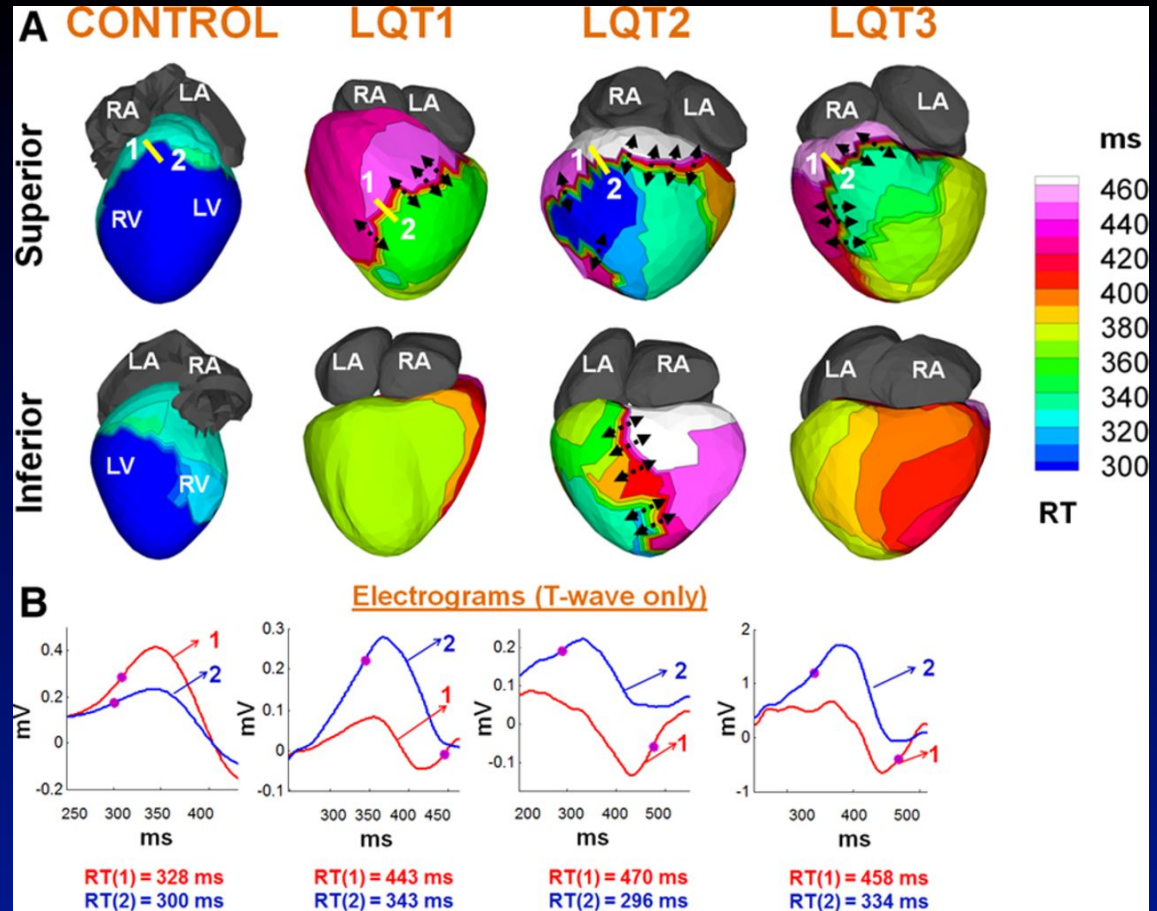 A CONTROL LQT1 LQT2 LQT3
Superior
RA LA
1 2
RV LV
RA LA
1
2
RA LA
1
2
RA LA
1
2
ms
460
440
420
400
380
360
340
320
300
RT
Inferior
LA RA
LV
RV
LA RA
LA RA
LA RA
B Electrograms (T-wave only)
mV
0.4
0.2
0
-0.2
250 300 350 400
ms
1
2
RT(1) = 328 ms
RT(2) = 300 ms
0.3
0.2
0.1
0
-0.1
mV
300 350 400 450
ms
2
1
RT(1) = 443 ms
RT(2) = 343 ms
0.2
0.1
0
-0.1
mV
200 300 400 500
ms
2
1
RT(1) = 470 ms
RT(2) = 296 ms
2
1
0
-1
mV
300 400 500
ms
2
1
RT(1) = 458 ms
RT(2) = 334 ms